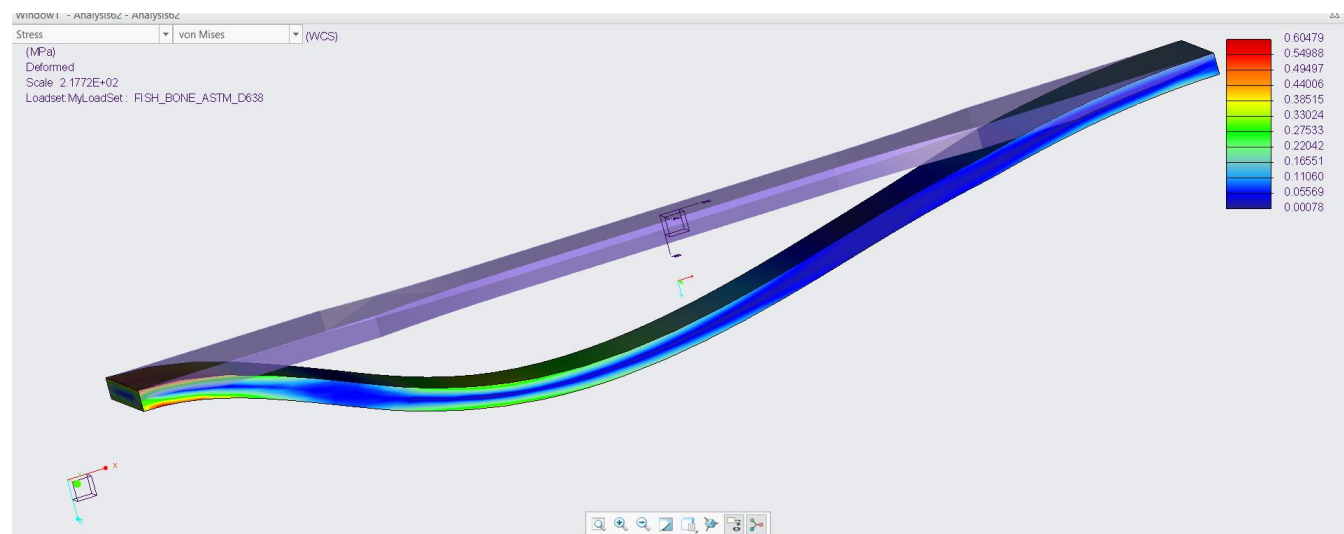 Window1 - Analysis62 - Analysis62
Stress von Mises (WCS)
(MPa)
Deformed
Scale 2.1772E+02
Loadset:MyLoadSet : FISH_BONE_ASTM_D638
0.60479
0.54988
0.49497
0.44006
0.38515
0.33024
0.27533
0.22042
0.16551
0.11060
0.05569
0.00078
X